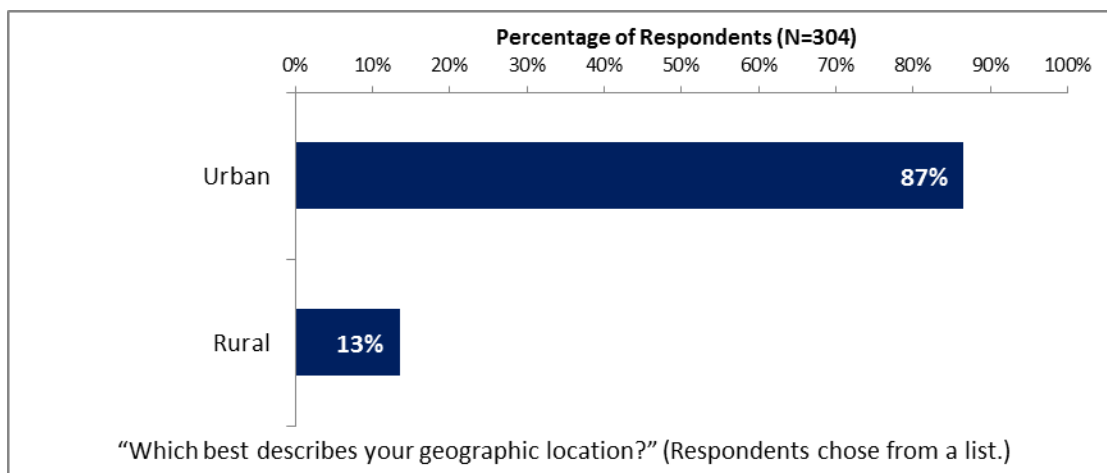 Percentage of Respondents (N=304)
0% 10% 20% 30% 40% 50% 60% 70% 80% 90% 100%
Urban 87%
Rural 13%
“Which best describes your geographic location?” (Respondents chose from a list.)